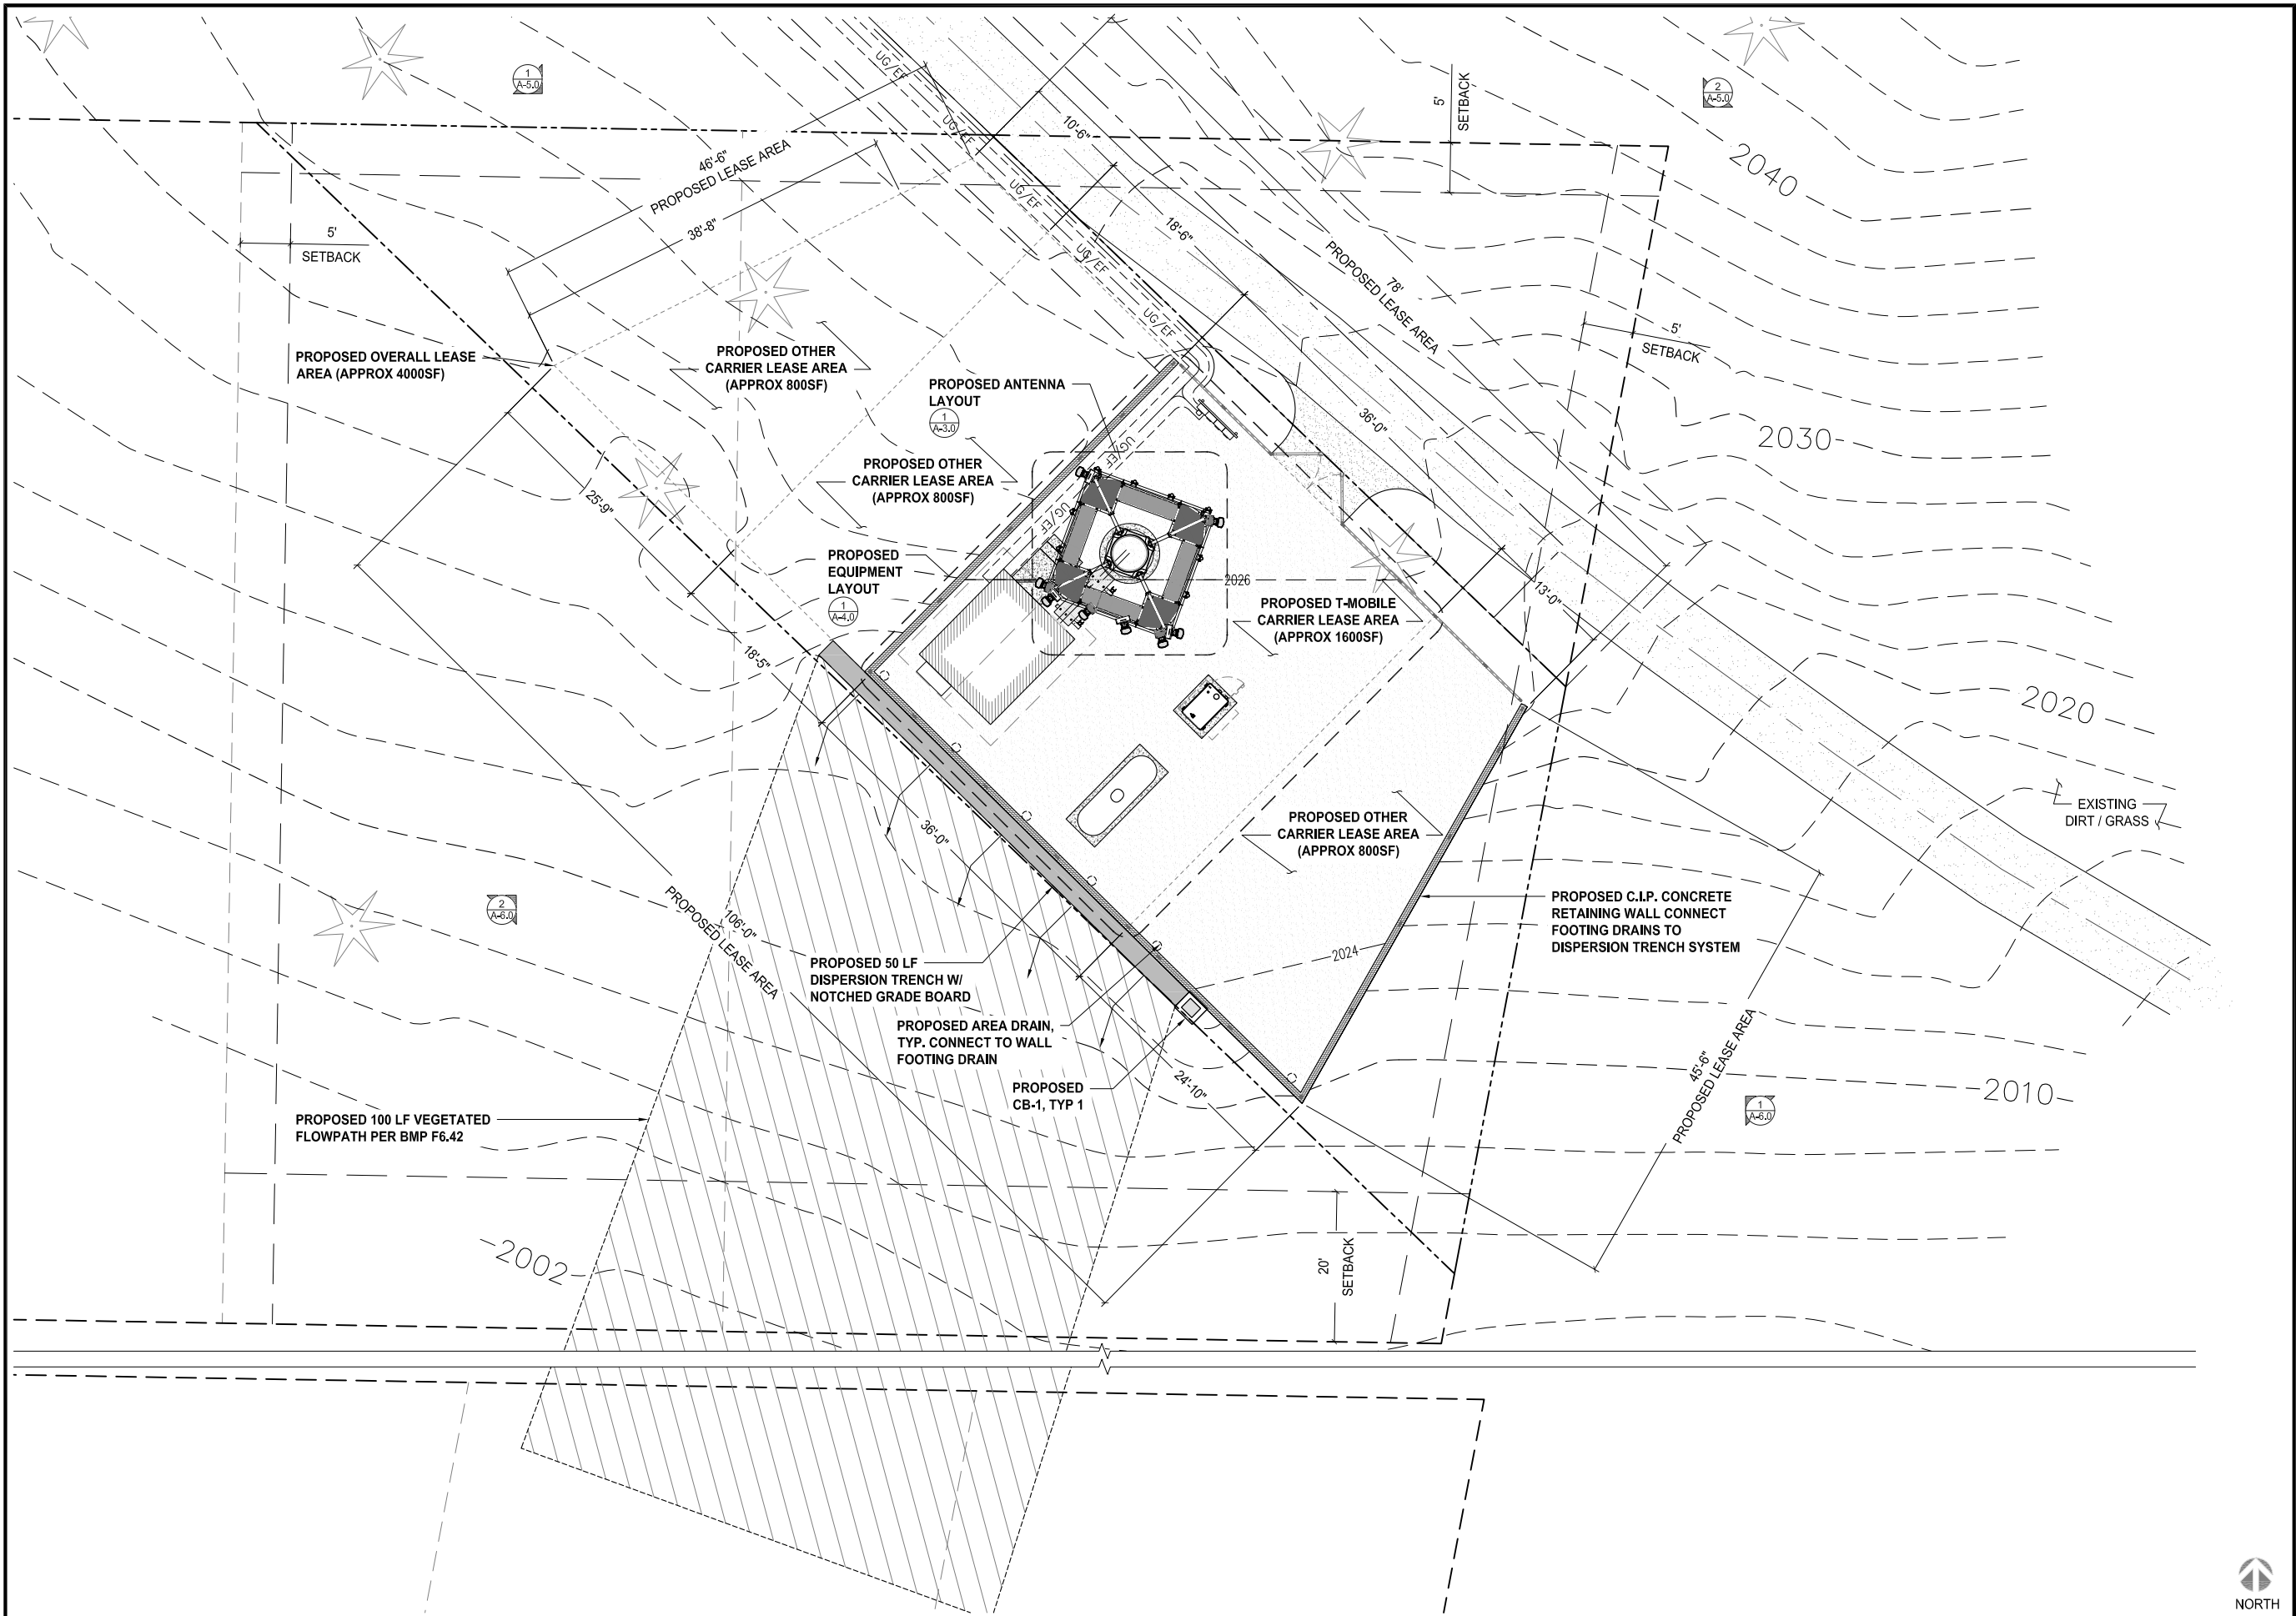 1
A-5.0
2
A-5.0
5'
SETBACK
UG/EF
UG/EF
UG/EF
UG/EF
UG/EF
10'-6"
46'-6"
PROPOSED LEASE AREA
38'-8"
2040
18'-6"
5'
SETBACK
78'
PROPOSED LEASE AREA
5'
SETBACK
PROPOSED OVERALL LEASE
AREA (APPROX 4000SF)
PROPOSED OTHER
CARRIER LEASE AREA
(APPROX 800SF)
PROPOSED ANTENNA
LAYOUT
1
A-3.0
36'-0"
2030
UG/EF
UG/EF
PROPOSED OTHER
CARRIER LEASE AREA
(APPROX 800SF)
25'-9"
PROPOSED
EQUIPMENT
LAYOUT
1
A-4.0
2026
13'-0"
PROPOSED T-MOBILE
CARRIER LEASE AREA
(APPROX 1600SF)
18'-5"
2020
EXISTING
DIRT / GRASS
36'-0"
PROPOSED OTHER
CARRIER LEASE AREA
(APPROX 800SF)
2
A-6.0
106'-0"
PROPOSED LEASE AREA
PROPOSED C.I.P. CONCRETE
RETAINING WALL CONNECT
FOOTING DRAINS TO
DISPERSION TRENCH SYSTEM
2024
PROPOSED 50 LF
DISPERSION TRENCH W/
NOTCHED GRADE BOARD
PROPOSED AREA DRAIN,
TYP. CONNECT TO WALL
FOOTING DRAIN
24'-10"
PROPOSED
CB-1, TYP 1
45'-6"
PROPOSED LEASE AREA
2010
1
A-6.0
PROPOSED 100 LF VEGETATED
FLOWPATH PER BMP F6.42
20'
SETBACK
2002
NORTH